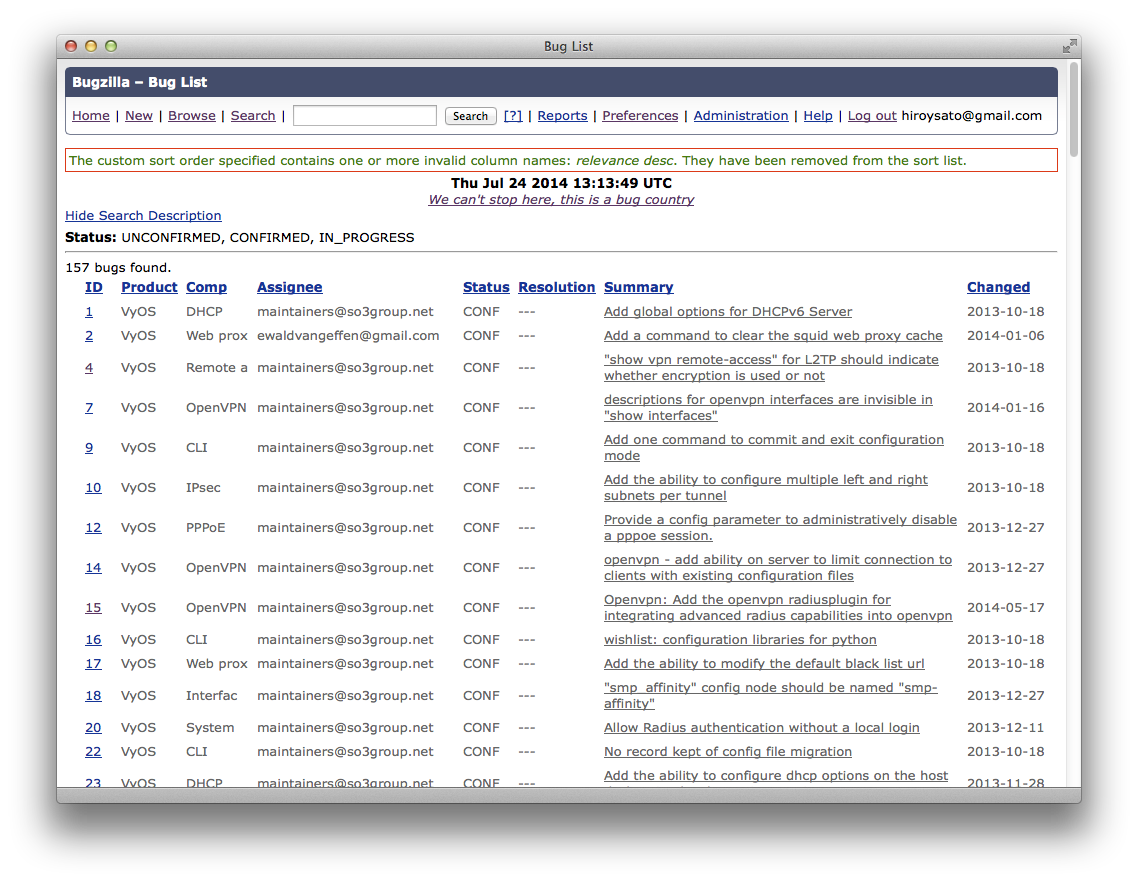 Bug List
Bugzilla – Bug List
Home | New | Browse | Search | Search [?] | Reports | Preferences | Administration | Help | Log out hiroysato@gmail.com
The custom sort order specified contains one or more invalid column names: relevance desc. They have been removed from the sort list.
Thu Jul 24 2014 13:13:49 UTC
We can't stop here, this is a bug country
Hide Search Description
Status: UNCONFIRMED, CONFIRMED, IN_PROGRESS
157 bugs found.
ID Product Comp Assignee Status Resolution Summary Changed
1 VyOS DHCP maintainers@so3group.net CONF --- Add global options for DHCPv6 Server 2013-10-18
2 VyOS Web prox ewaldvangeffen@gmail.com CONF --- Add a command to clear the squid web proxy cache 2014-01-06
4 VyOS Remote a maintainers@so3group.net CONF --- "show vpn remote-access" for L2TP should indicate
whether encryption is used or not 2013-10-18
7 VyOS OpenVPN maintainers@so3group.net CONF --- descriptions for openvpn interfaces are invisible in
"show interfaces" 2014-01-16
9 VyOS CLI maintainers@so3group.net CONF --- Add one command to commit and exit configuration
mode 2013-10-18
10 VyOS IPsec maintainers@so3group.net CONF --- Add the ability to configure multiple left and right
subnets per tunnel 2013-10-18
12 VyOS PPPoE maintainers@so3group.net CONF --- Provide a config parameter to administratively disable
a pppoe session. 2013-12-27
14 VyOS OpenVPN maintainers@so3group.net CONF --- openvpn - add ability on server to limit connection to
clients with existing configuration files 2013-12-27
15 VyOS OpenVPN maintainers@so3group.net CONF --- Openvpn: Add the openvpn radiusplugin for
integrating advanced radius capabilities into openvpn 2014-05-17
16 VyOS CLI maintainers@so3group.net CONF --- wishlist: configuration libraries for python 2013-10-18
17 VyOS Web prox maintainers@so3group.net CONF --- Add the ability to modify the default black list url 2013-10-18
18 VyOS Interfac maintainers@so3group.net CONF --- "smp_affinity" config node should be named "smp-
affinity" 2013-12-27
20 VyOS System maintainers@so3group.net CONF --- Allow Radius authentication without a local login 2013-12-11
22 VyOS CLI maintainers@so3group.net CONF --- No record kept of config file migration 2013-10-18
23 VyOS DHCP maintainers@so3group.net CONF --- Add the ability to configure dhcp options on the host 2013-11-28